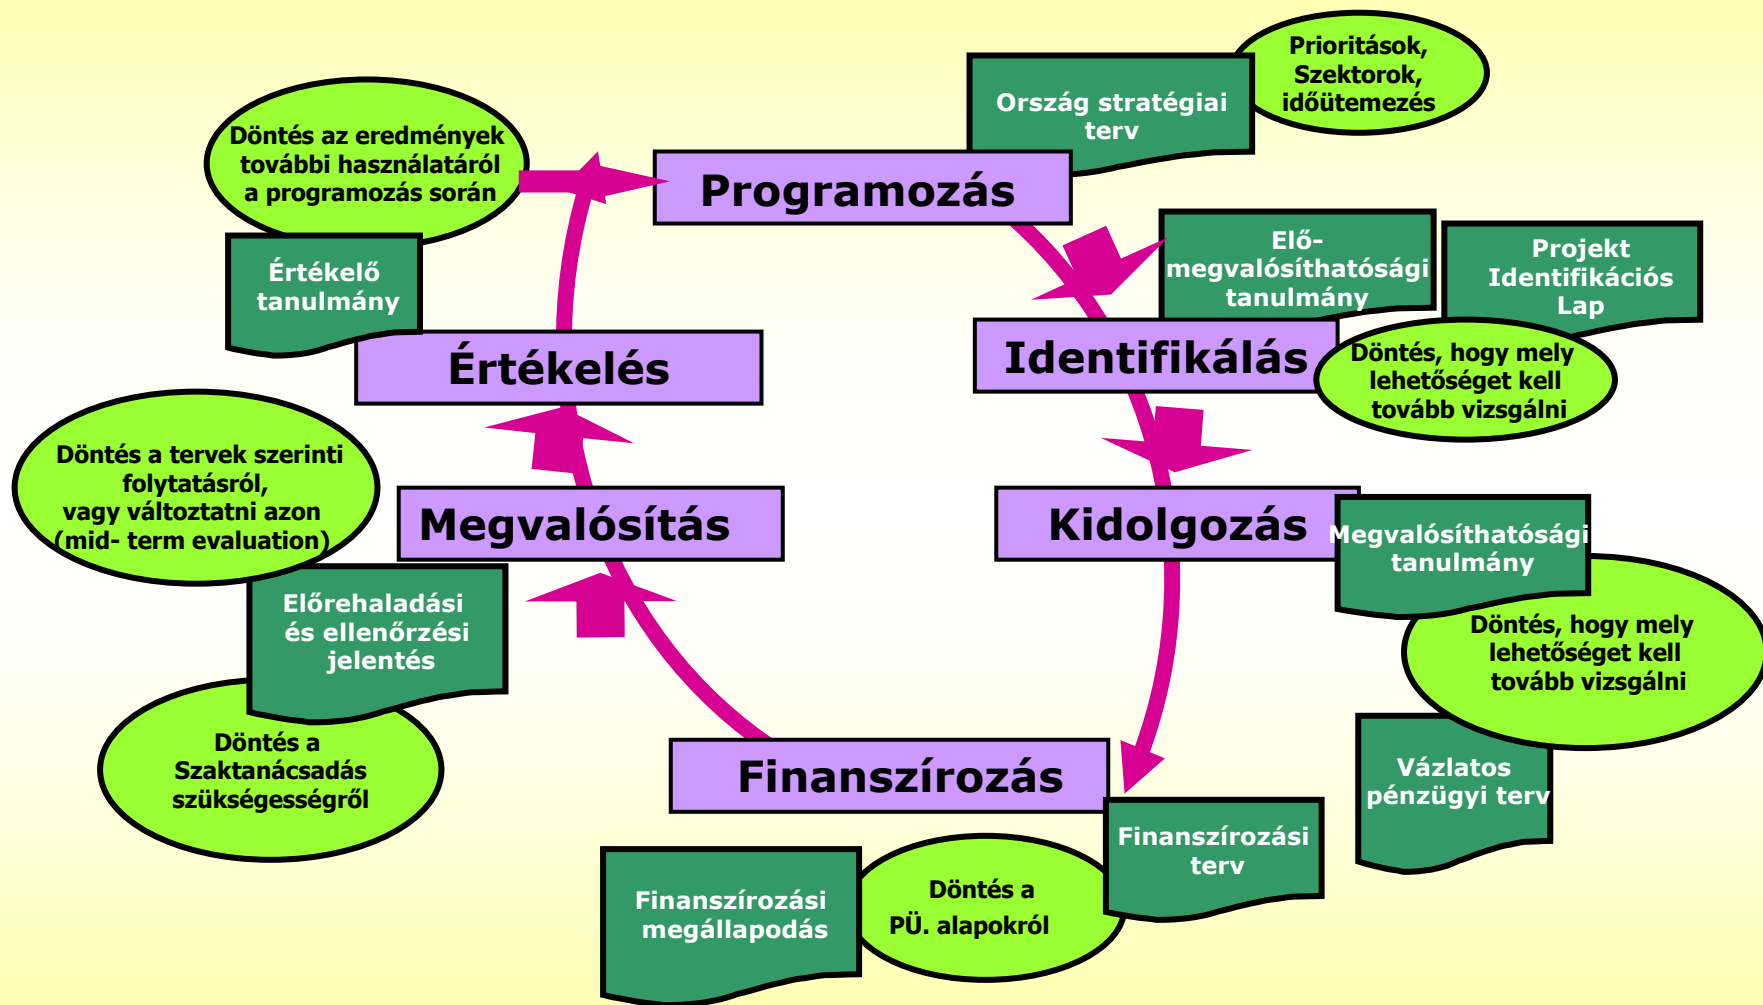 Prioritások,
Szektorok,
időütemezés
Ország stratégiai
terv
Döntés az eredmények
további használatáról
a programozás során
Programozás
Elő-
megvalósíthatósági
tanulmány
Projekt
Identifikációs
Lap
Értékelő
tanulmány
Identifikálás
Döntés, hogy mely
lehetőséget kell
tovább vizsgálni
Értékelés
Döntés a tervek szerinti
folytatásról,
vagy változtatni azon
(mid- term evaluation)
Megvalósítás
Kidolgozás
Megvalósíthatósági
tanulmány
Előrehaladási
és ellenőrzési
jelentés
Döntés, hogy mely
lehetőséget kell
tovább vizsgálni
Döntés a
Szaktanácsadás
szükségességről
Finanszírozás
Vázlatos
pénzügyi terv
Finanszírozási
terv
Finanszírozási
megállapodás
Döntés a
PÜ. alapokról